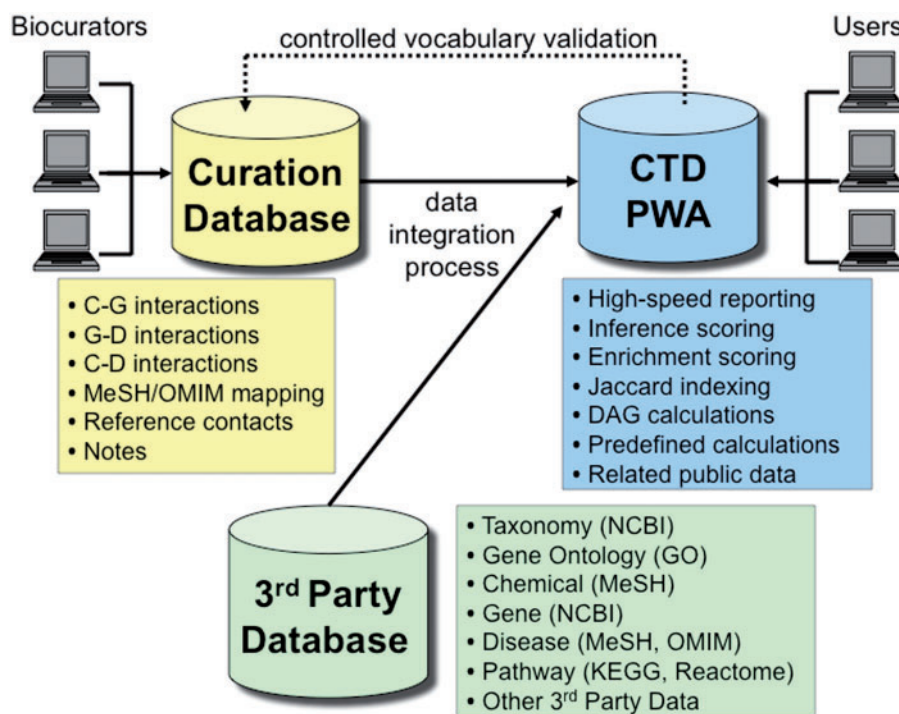 Biocurators
Users
controlled vocabulary validation
Curation
Database
CTD
PWA
data
integration
process
• C-G interactions
• G-D interactions
• C-D interactions
• MeSH/OMIM mapping
• Reference contacts
• Notes
• High-speed reporting
• Inference scoring
• Enrichment scoring
• Jaccard indexing
• DAG calculations
• Predefined calculations
• Related public data
3rd Party
Database
• Taxonomy (NCBI)
• Gene Ontology (GO)
• Chemical (MeSH)
• Gene (NCBI)
• Disease (MeSH, OMIM)
• Pathway (KEGG, Reactome)
• Other 3rd Party Data